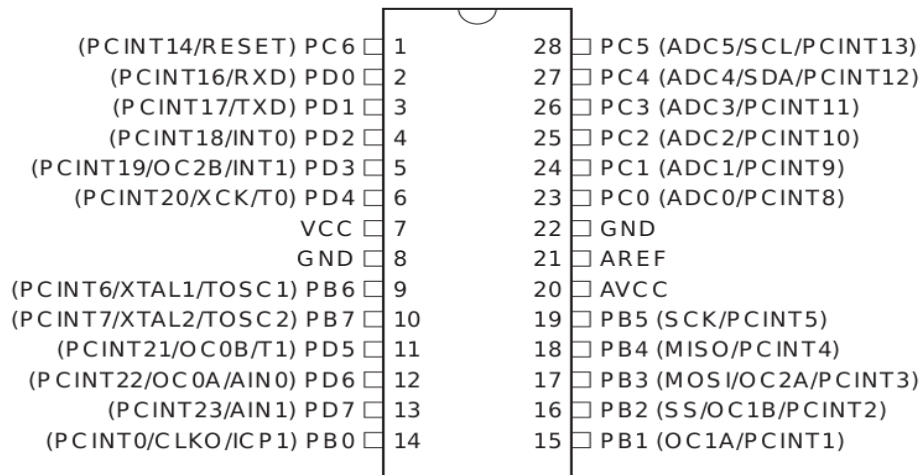 (PCINT14/RESET) PC6 1 28 PC5 (ADC5/SCL/PCINT13)
(PCINT16/RXD) PD0 2 27 PC4 (ADC4/SDA/PCINT12)
(PCINT17/TXD) PD1 3 26 PC3 (ADC3/PCINT11)
(PCINT18/INT0) PD2 4 25 PC2 (ADC2/PCINT10)
(PCINT19/OC2B/INT1) PD3 5 24 PC1 (ADC1/PCINT9)
(PCINT20/XCK/T0) PD4 6 23 PC0 (ADC0/PCINT8)
VCC 7 22 GND
GND 8 21 AREF
(PCINT6/XTAL1/TOSC1) PB6 9 20 AVCC
(PCINT7/XTAL2/TOSC2) PB7 10 19 PB5 (SCK/PCINT5)
(PCINT21/OC0B/T1) PD5 11 18 PB4 (MISO/PCINT4)
(PCINT22/OC0A/AIN0) PD6 12 17 PB3 (MOSI/OC2A/PCINT3)
(PCINT23/AIN1) PD7 13 16 PB2 (SS/OC1B/PCINT2)
(PCINT0/CLKO/ICP1) PB0 14 15 PB1 (OC1A/PCINT1)